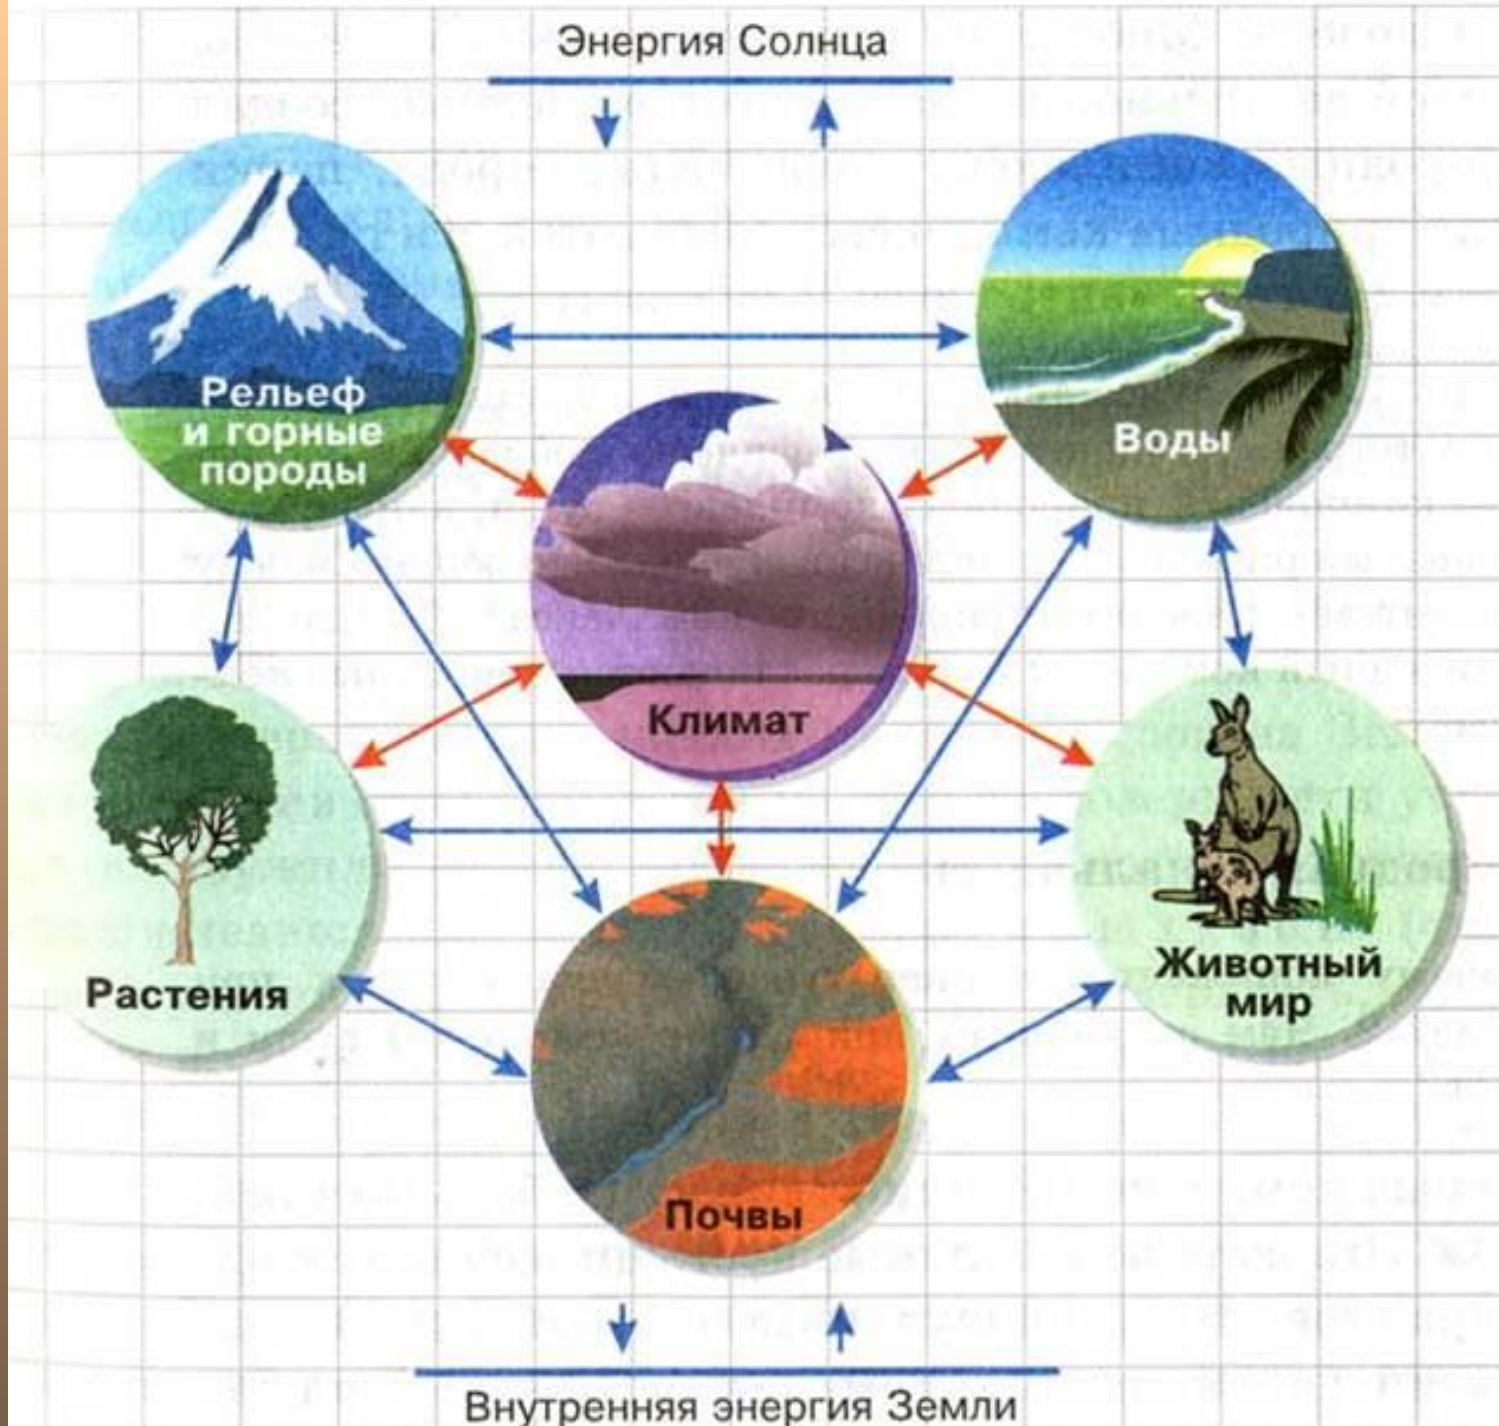 Энергия Солнца
Рельеф
и горные
породы
Воды
Климат
Растения
Животный
мир
Почвы
Внутренняя энергия Земли